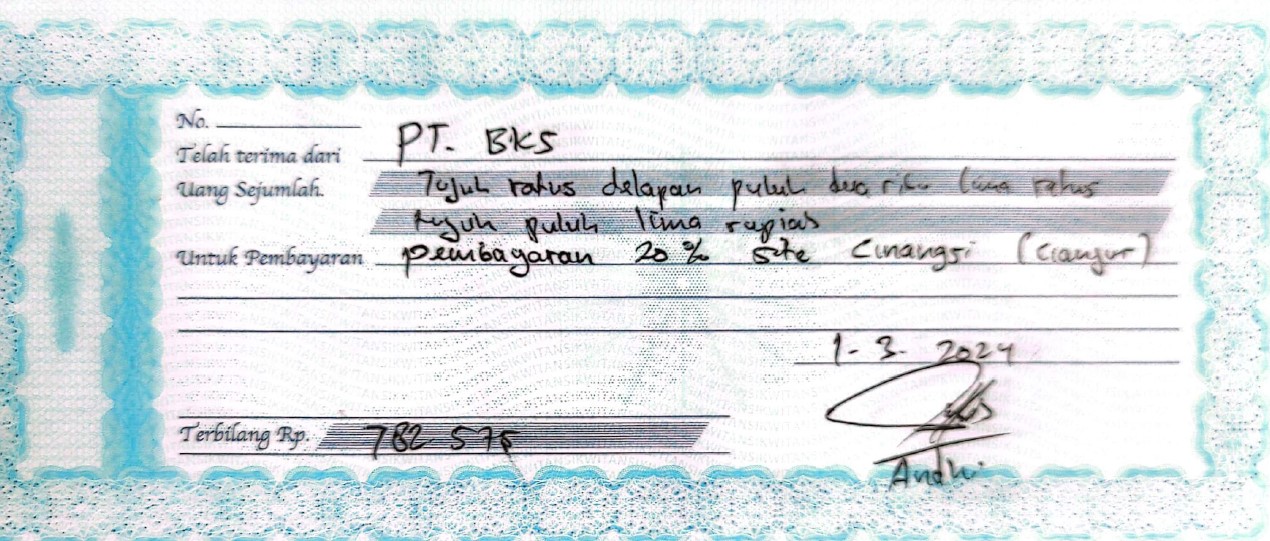 No.
Telah terima dari PT. BKS
Uang Sejumlah. Tujuh ratus delapan puluh dua ribu lima ratus
tujuh puluh lima rupiah
Untuk Pembayaran pembayaran 20 % site Cinangsi (Cianjur)
1-3-2024
Terbilang Rp. 782 575
Andhi